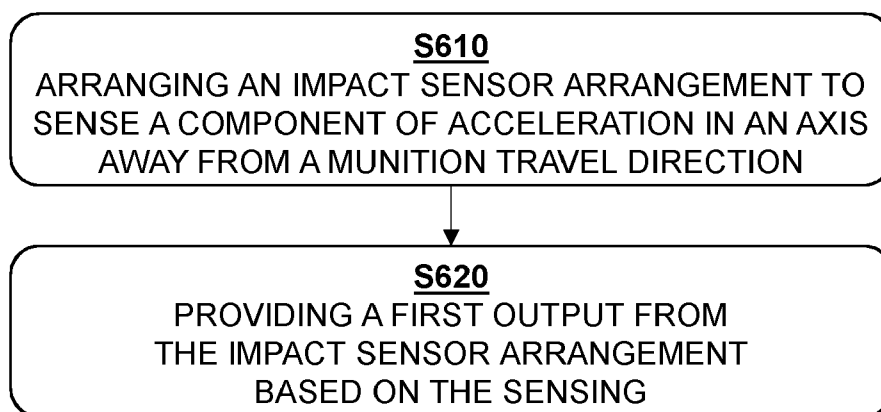 S610
ARRANGING AN IMPACT SENSOR ARRANGEMENT TO
SENSE A COMPONENT OF ACCELERATION IN AN AXIS
AWAY FROM A MUNITION TRAVEL DIRECTION
S620
PROVIDING A FIRST OUTPUT FROM
THE IMPACT SENSOR ARRANGEMENT
BASED ON THE SENSING